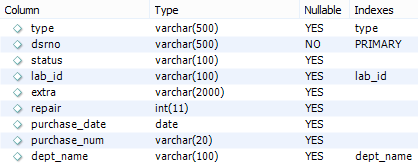 Column Type Nullable Indexes
type varchar(500) YES type
dsrno varchar(500) NO PRIMARY
status varchar(100) YES
lab_id varchar(100) YES lab_id
extra varchar(2000) YES
repair int(11) YES
purchase_date date YES
purchase_num varchar(20) YES
dept_name varchar(100) YES dept_name